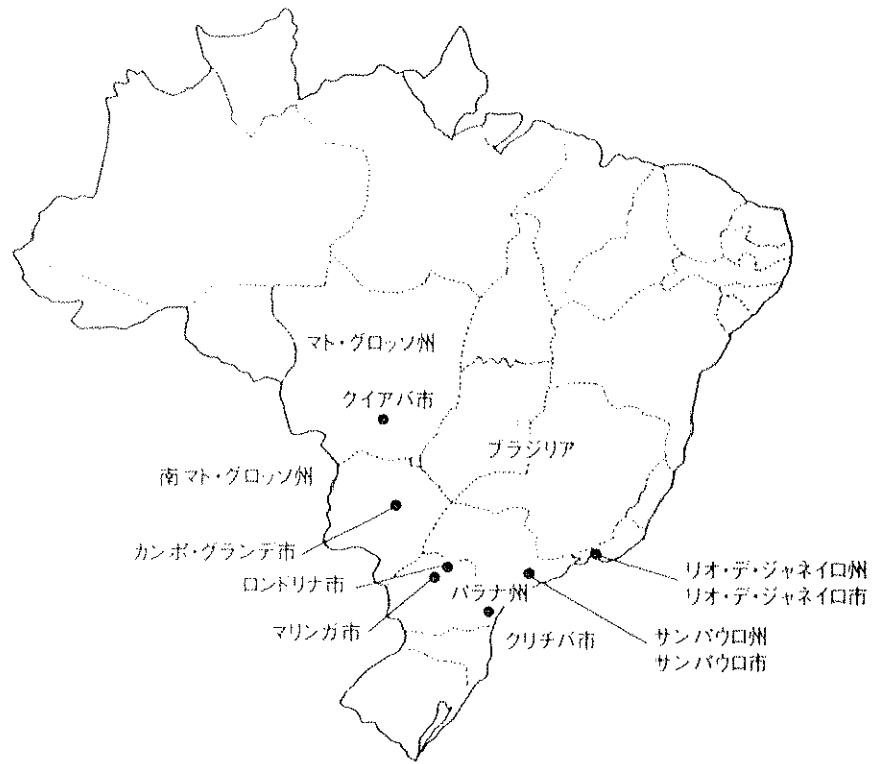 マト・グロッソ州
クイアバ市
ブラジリア
南マト・グロッソ州
カンポ・グランデ市
ロンドリナ市
マリンガ市
パラナ州
クリチバ市
リオ・デ・ジャネイロ州
リオ・デ・ジャネイロ市
サンパウロ州
サンパウロ市